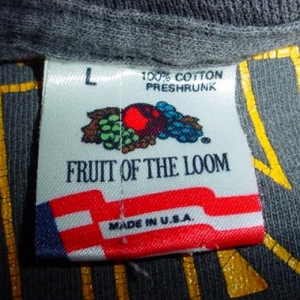 L
100% COTTON
PRESHRUNK
®
FRUIT OF THE LOOM
MADE IN U.S.A.